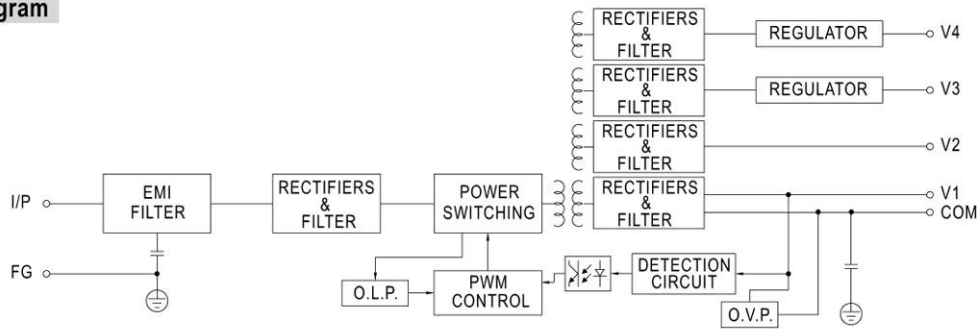 gram
RECTIFIERS
&
FILTER
REGULATOR
V4
RECTIFIERS
&
FILTER
REGULATOR
V3
RECTIFIERS
&
FILTER
V2
I/P
EMI
FILTER
RECTIFIERS
&
FILTER
POWER
SWITCHING
RECTIFIERS
&
FILTER
V1
COM
FG
O.L.P.
PWM
CONTROL
DETECTION
CIRCUIT
O.V.P.